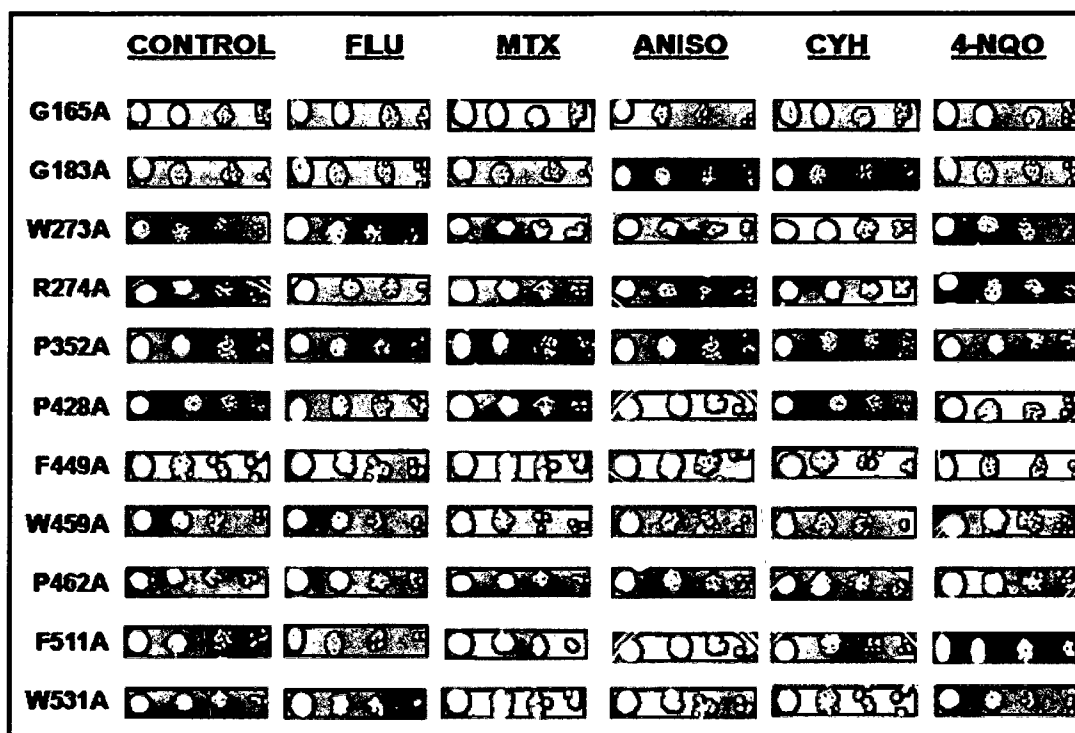 CONTROL FLU MTX ANISO CYH 4-NQO
G165A
G183A
W273A
R274A
P352A
P428A
F449A
W459A
P462A
F511A
W531A